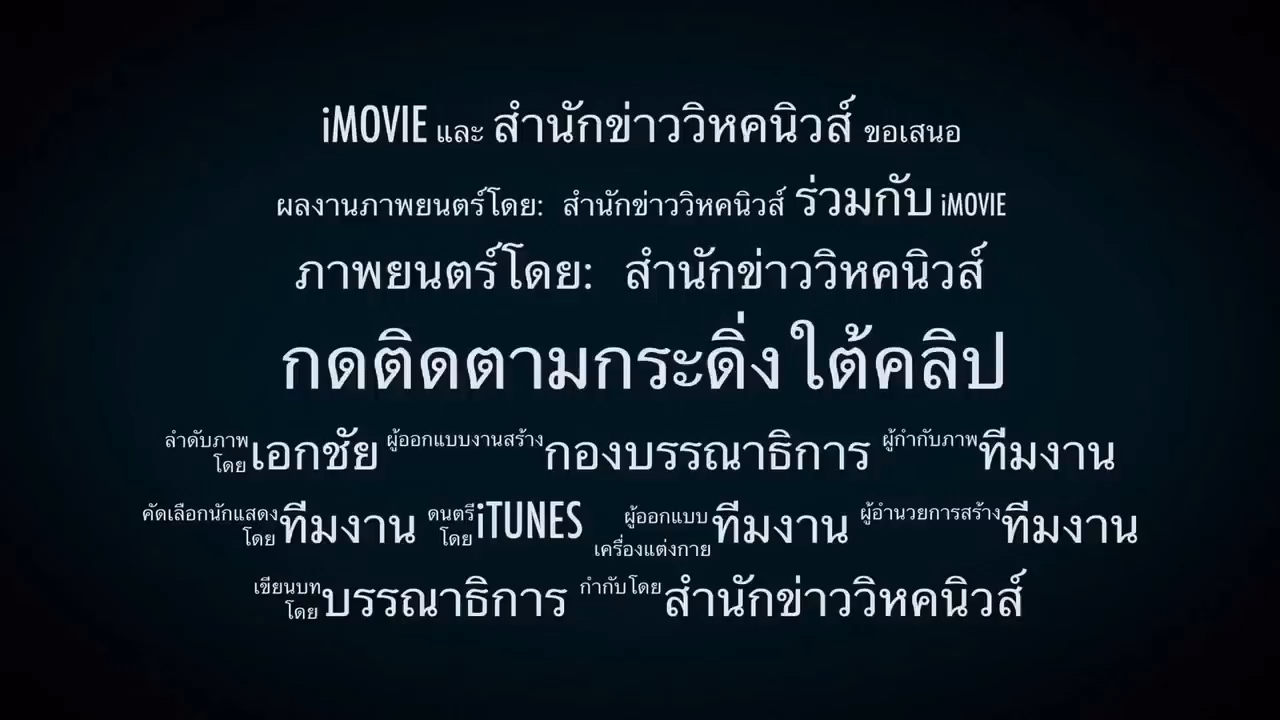 iMOVIE และ สำนักข่าววิหคนิวส์ ขอเสนอ
ผลงานภาพยนตร์โดย: สำนักข่าววิหคนิวส์ ร่วมกับ iMOVIE
ภาพยนตร์โดย: สำนักข่าววิหคนิวส์
กดติดตามกระดิ่ง ใต้คลิป
ลำดับภาพโดย เอกชัย ผู้ออกแบบงานสร้าง กองบรรณาธิการ ผู้กำกับภาพ ทีมงาน
คัดเลือกนักแสดงโดย ทีมงาน ดนตรีโดย iTUNES ผู้ออกแบบเครื่องแต่งกาย ทีมงาน ผู้อำนวยการสร้าง ทีมงาน
เขียนบทโดย บรรณาธิการ กำกับโดย สำนักข่าววิหคนิวส์